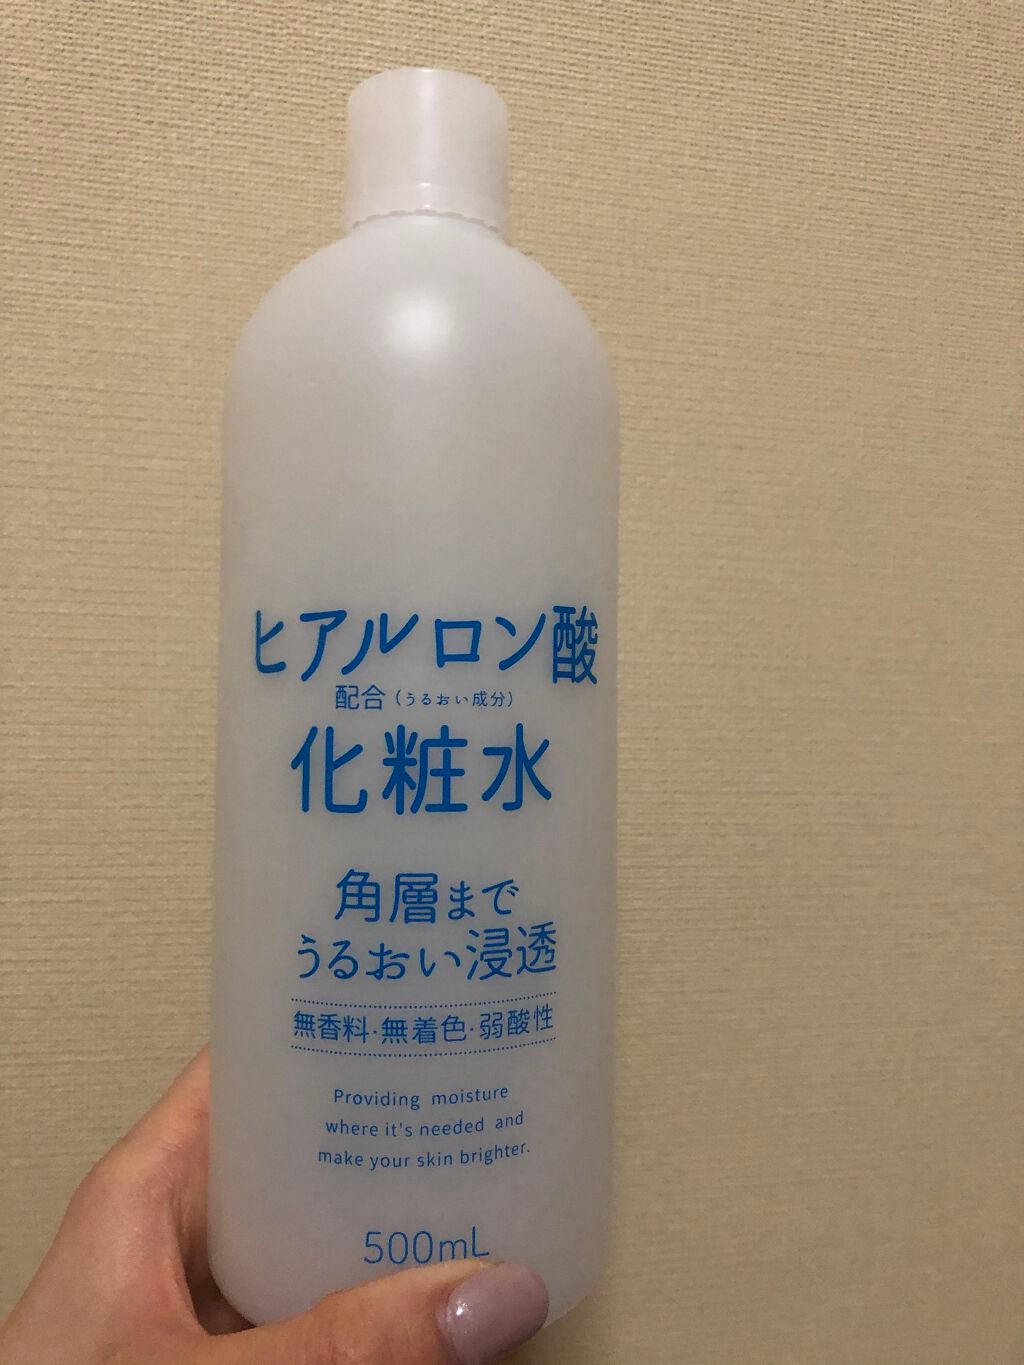 ヒアルロン酸
配合（うるおい成分）
化粧水
角層まで
うるおい浸透
無香料・無着色・弱酸性
Providing moisture
where it's needed and
make your skin brighter.
500mL